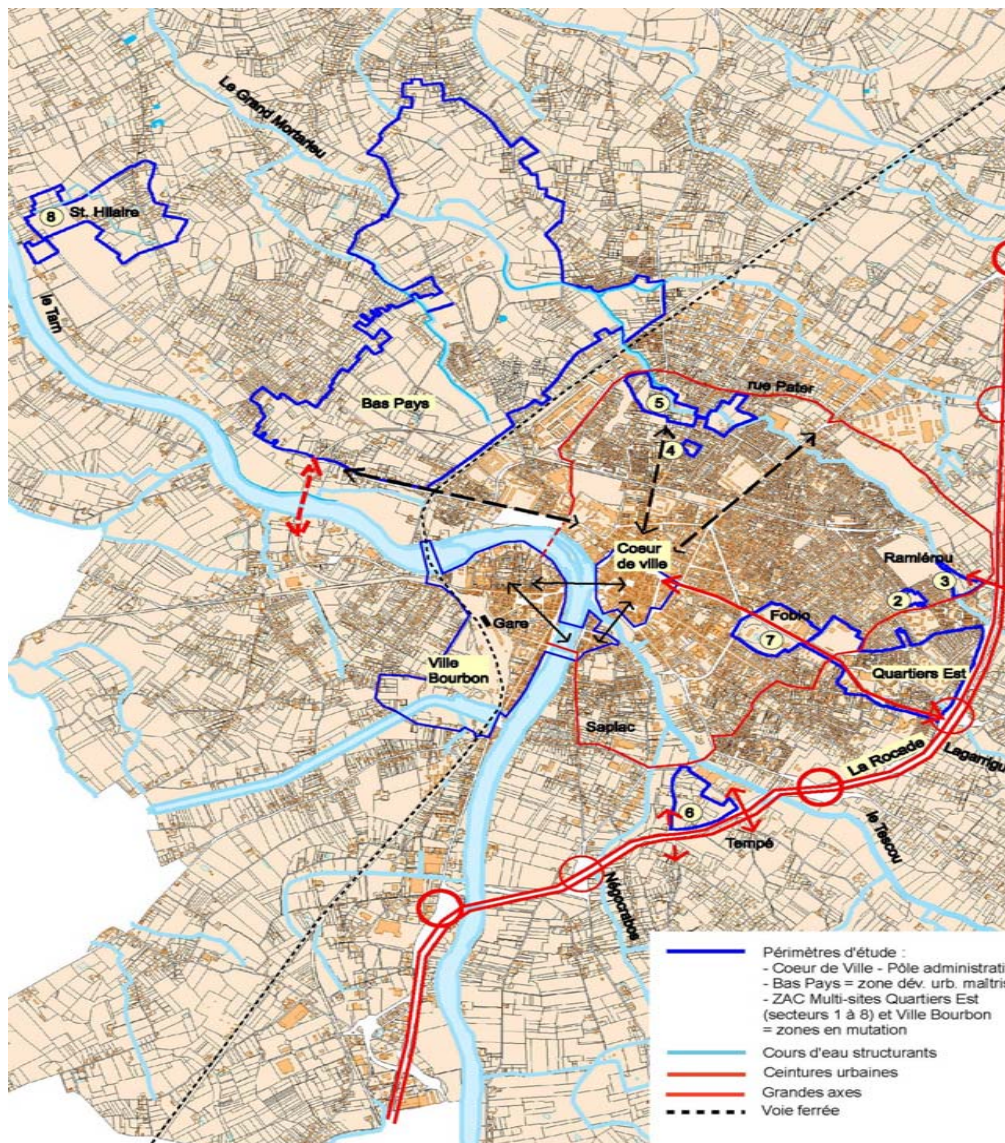 Le Grand Mortarieu
8
St. Hilaire
le Tarn
Bas Pays
rue Pater
5
4
Coeur
de ville
Ramiérou
3
2
Fobio
7
Gare
Ville
Bourbon
Quartiers Est
Sapiac
La Rocade
Lagarrigu
6
Tempé
le Tescou
Négocrabos
Périmètres d'étude :
- Coeur de Ville - Pôle administrati
- Bas Pays = zone dév. urb. maîtris
- ZAC Multi-sites Quartiers Est
(secteurs 1 à 8) et Ville Bourbon
= zones en mutation
Cours d'eau structurants
Ceintures urbaines
Grandes axes
Voie ferrée